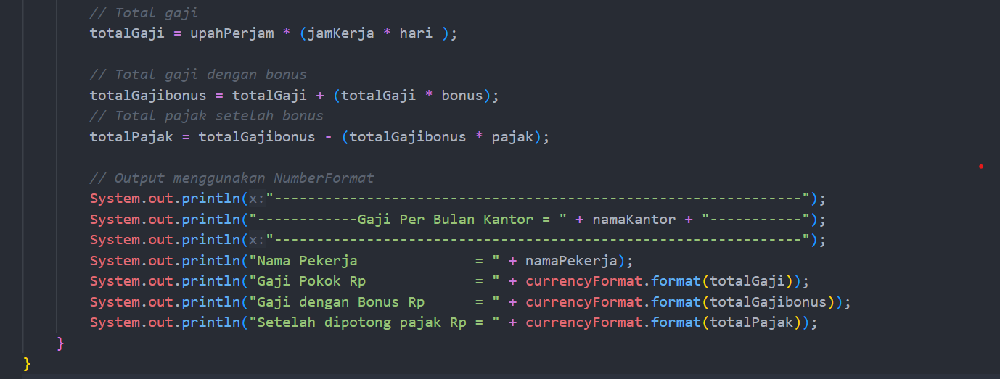 // Total gaji
totalGaji = upahPerjam * (jamKerja * hari );
// Total gaji dengan bonus
totalGajibonus = totalGaji + (totalGaji * bonus);
// Total pajak setelah bonus
totalPajak = totalGajibonus - (totalGajibonus * pajak);
// Output menggunakan NumberFormat
System.out.println(x:"---------------------------------------------------------------");
System.out.println("------------Gaji Per Bulan Kantor = " + namaKantor + "-----------");
System.out.println(x:"---------------------------------------------------------------");
System.out.println("Nama Pekerja              = " + namaPekerja);
System.out.println("Gaji Pokok Rp             = " + currencyFormat.format(totalGaji));
System.out.println("Gaji dengan Bonus Rp      = " + currencyFormat.format(totalGajibonus));
System.out.println("Setelah dipotong pajak Rp = " + currencyFormat.format(totalPajak));
}
}